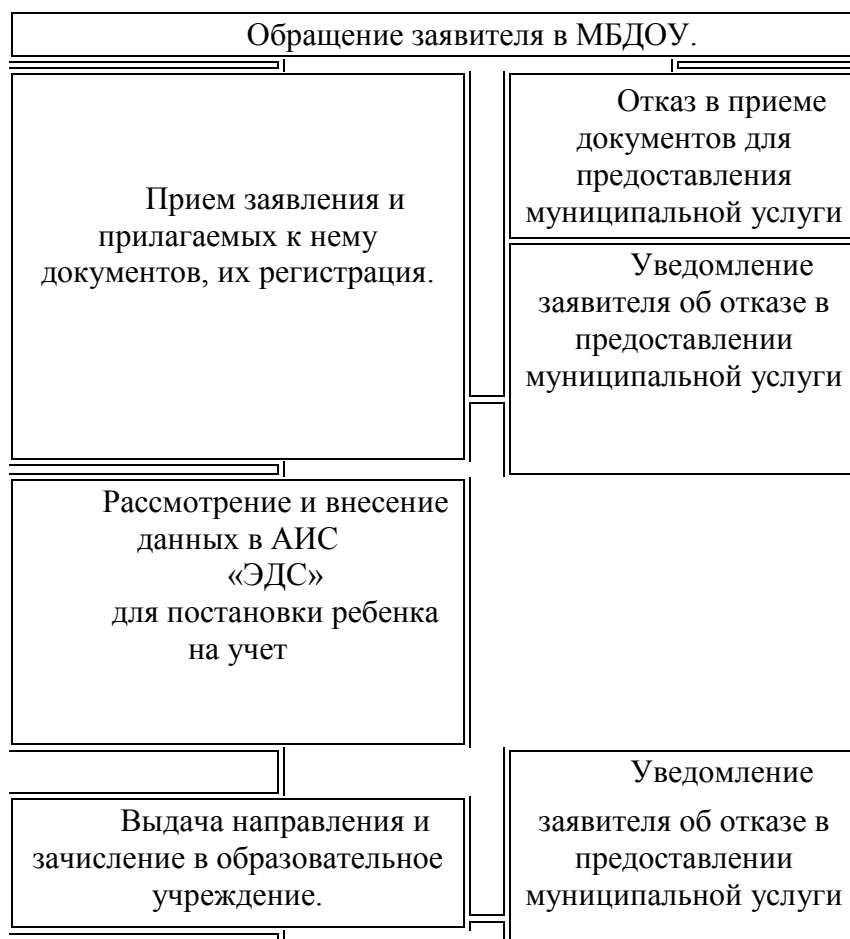 Обращение заявителя в МБДОУ.
Прием заявления и
прилагаемых к нему
документов, их регистрация.
Отказ в приеме
документов для
предоставления
муниципальной услуги
Уведомление
заявителя об отказе в
предоставлении
муниципальной услуги
Рассмотрение и внесение
данных в АИС
«ЭДС»
для постановки ребенка
на учет
Выдача направления и
зачисление в образовательное
учреждение.
Уведомление
заявителя об отказе в
предоставлении
муниципальной услуги